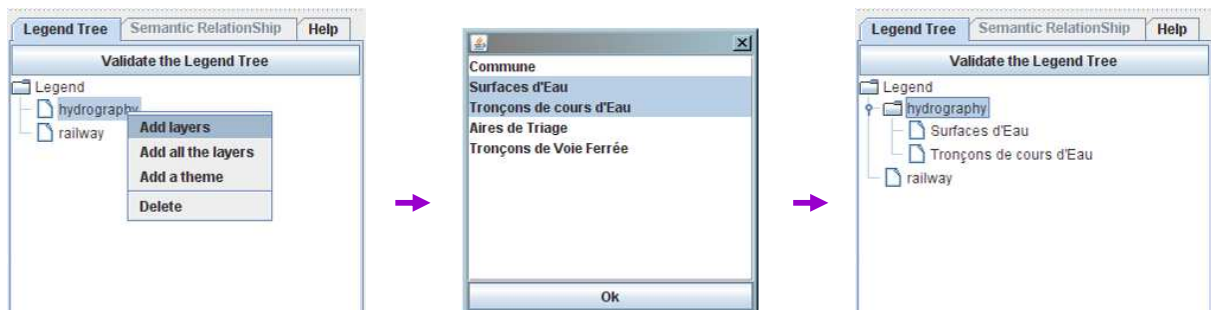 Legend Tree Semantic RelationShip Help
Validate the Legend Tree
Legend
hydrography
railway
Add layers
Add all the layers
Add a theme
Delete
Commune
Surfaces d'Eau
Tronçons de cours d'Eau
Aires de Triage
Tronçons de Voie Ferrée
Ok
Legend Tree Semantic RelationShip Help
Validate the Legend Tree
Legend
hydrography
Surfaces d'Eau
Tronçons de cours d'Eau
railway